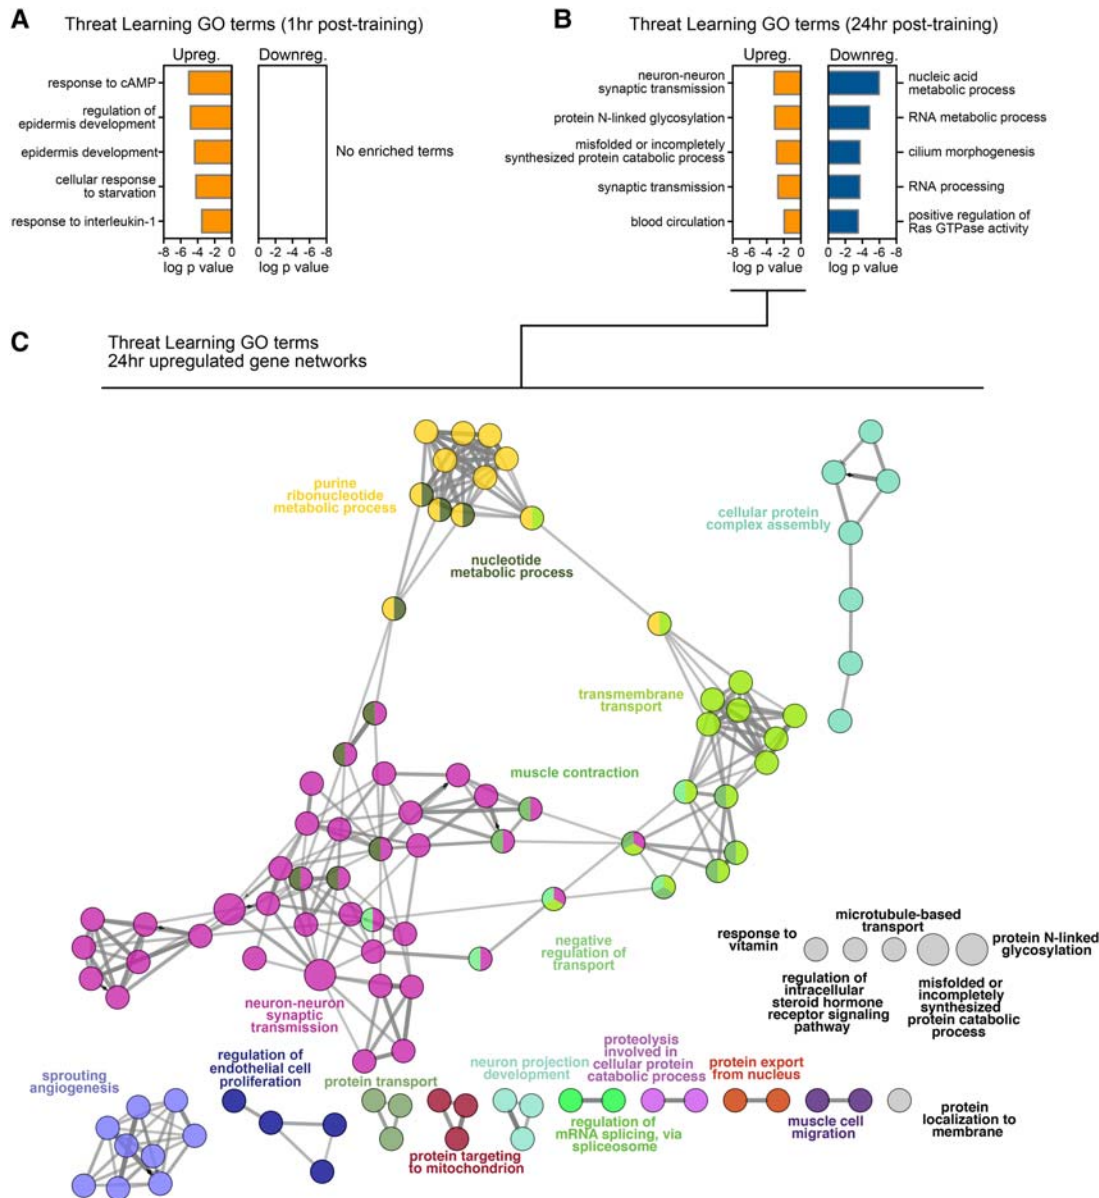 A
Threat Learning GO terms (1hr post-training)
Upreg.
Downreg.
response to cAMP
regulation of
epidermis development
epidermis development
cellular response
to starvation
response to interleukin-1
No enriched terms
-8 -6 -4 -2 0
log p value
0 -2 -4 -6 -8
log p value
B
Threat Learning GO terms (24hr post-training)
Upreg.
Downreg.
neuron-neuron
synaptic transmission
protein N-linked glycosylation
misfolded or incompletely
synthesized protein catabolic process
synaptic transmission
blood circulation
nucleic acid
metabolic process
RNA metabolic process
cilium morphogenesis
RNA processing
positive regulation of
Ras GTPase activity
-8 -6 -4 -2 0
log p value
0 -2 -4 -6 -8
log p value
C
Threat Learning GO terms
24hr upregulated gene networks
purine
ribonucleotide
metabolic process
cellular protein
complex assembly
nucleotide
metabolic process
transmembrane
transport
muscle contraction
negative
regulation of
transport
neuron-neuron
synaptic
transmission
microtubule-based
transport
response to
vitamin
protein N-linked
glycosylation
regulation of
intracellular
steroid hormone
receptor signaling
pathway
misfolded or
incompletely
synthesized
protein catabolic
process
sprouting
angiogenesis
regulation of
endothelial cell
proliferation
protein transport
protein targeting
to mitochondrion
neuron projection
development
regulation of
mRNA splicing, via
spliceosome
proteolysis
involved in
cellular protein
catabolic process
protein export
from nucleus
muscle cell
migration
protein
localization to
membrane